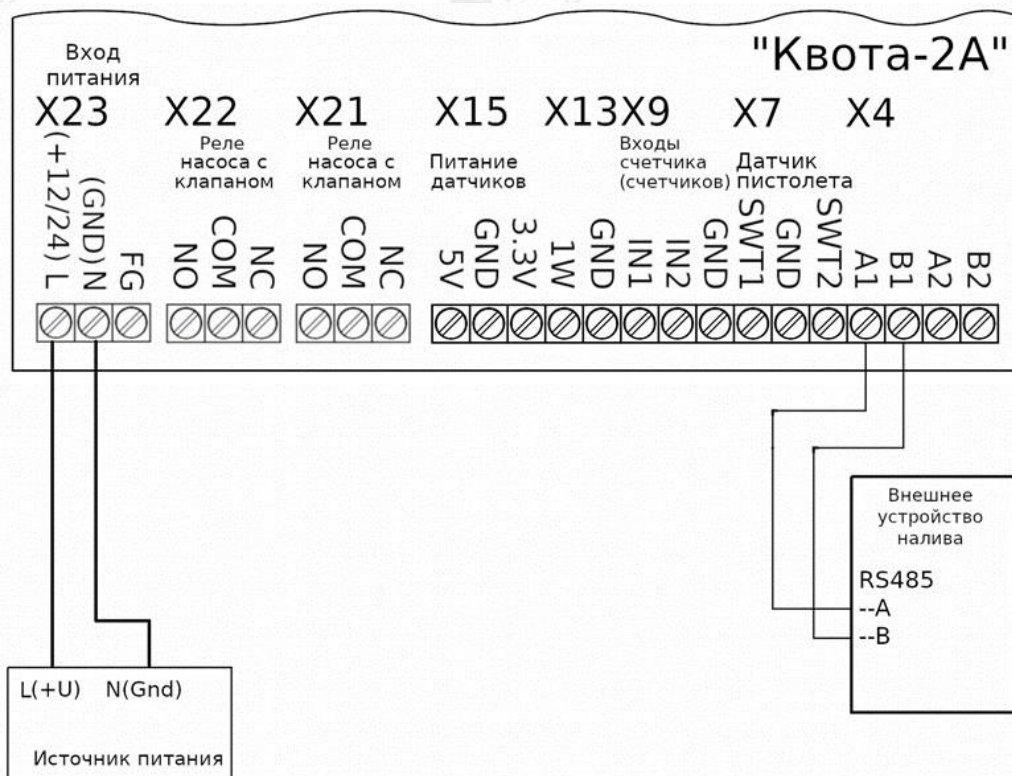 "Квота-2А"
Вход
питания
X23
X22
X21
X15
X13
X9
X7
X4
Реле
насоса с
клапаном
Реле
насоса с
клапаном
Питание
датчиков
Входы
счетчика
(счетчиков)
Датчик
пистолета
(+12/24) L
(GND) N
FG
NO
COM
NC
NO
COM
NC
5V
GND
3.3V
1W
GND
IN1
IN2
GND
SWT1
GND
SWT2
A1
B1
A2
B2
Внешнее
устройство
налива
RS485
--A
--B
L(+U) N(Gnd)
Источник питания